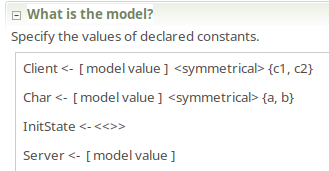 What is the model?
Specify the values of declared constants.
Client <- [ model value ] <symmetrical> {c1, c2}
Char <- [ model value ] <symmetrical> {a, b}
InitState <- <<>>
Server <- [ model value ]